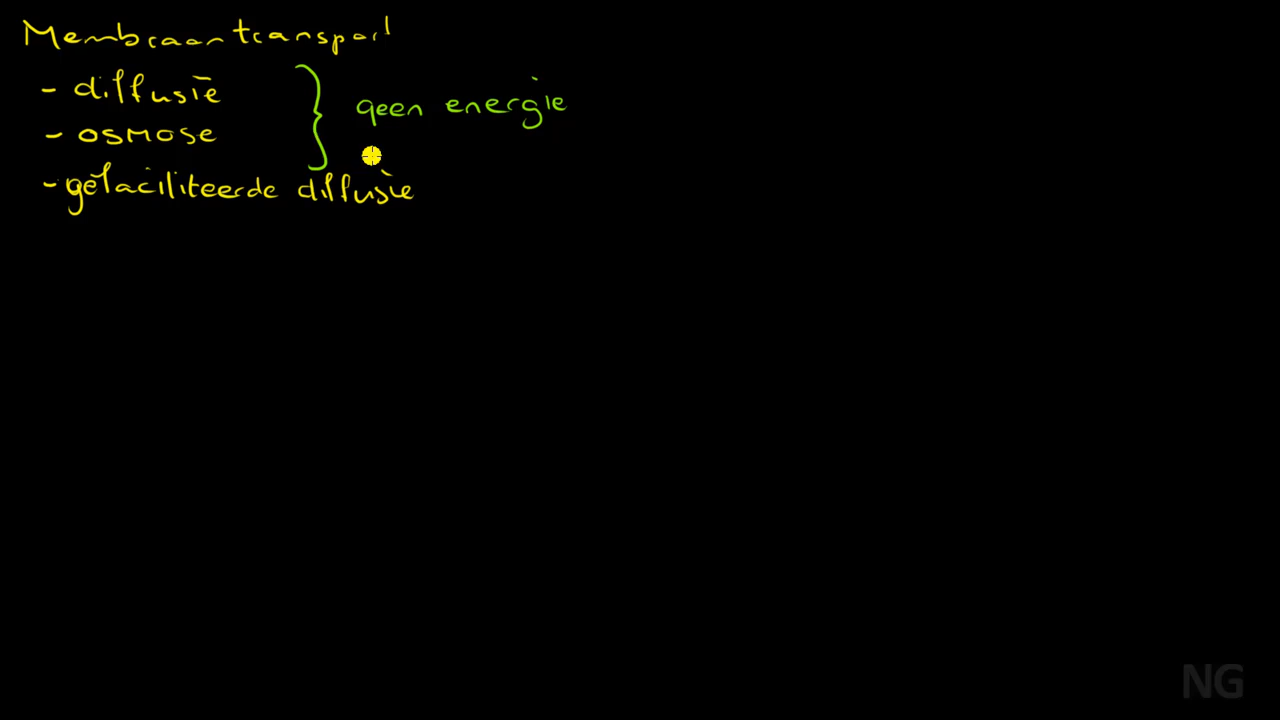 Membraantransport
- diffusie
- osmose
geen energie
- gefaciliteerde diffusie
NG